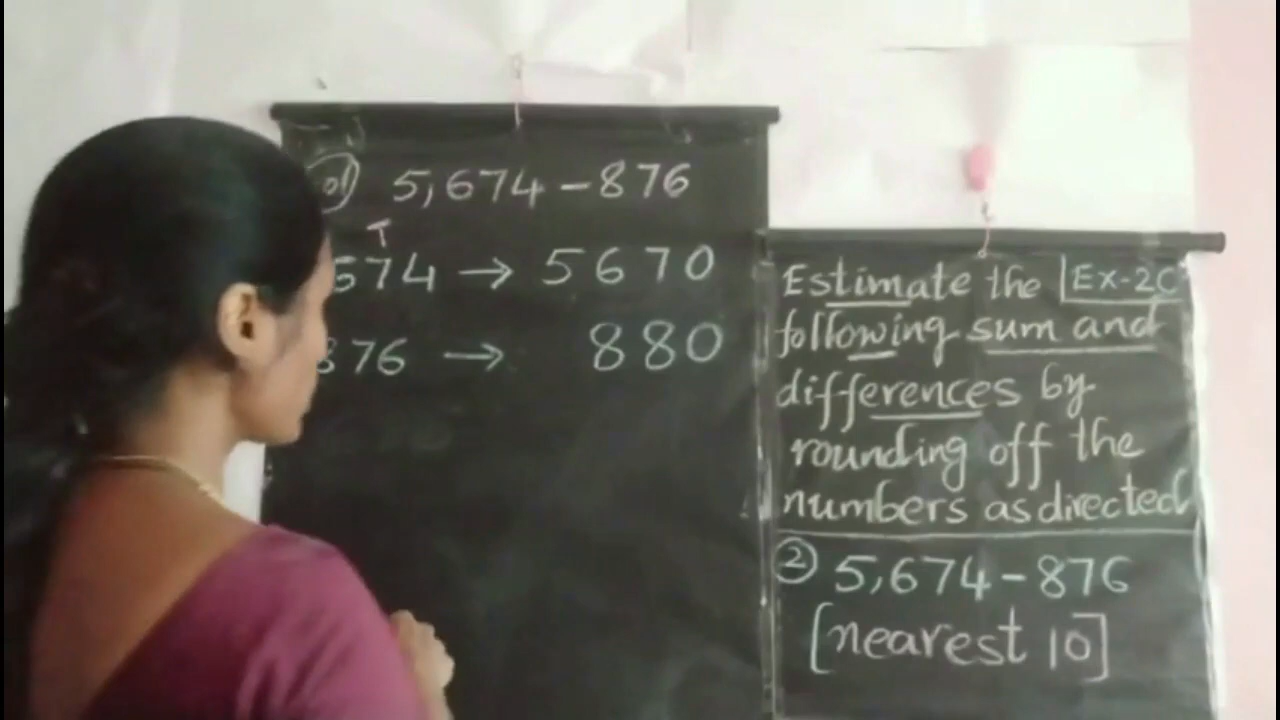 5,674 - 876
T
674 → 5670
876 → 880
Estimate the Ex-2C
following sum and
differences by
rounding off the
numbers as directed
② 5,674 - 876
[nearest 10]